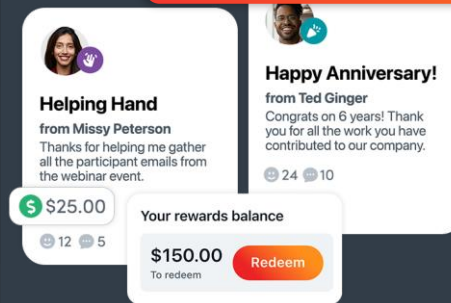 Helping Hand
from Missy Peterson
Thanks for helping me gather
all the participant emails from
the webinar event.
$25.00
12 5
Happy Anniversary!
from Ted Ginger
Congrats on 6 years! Thank
you for all the work you have
contributed to our company.
24 10
Your rewards balance
$150.00
To redeem
Redeem